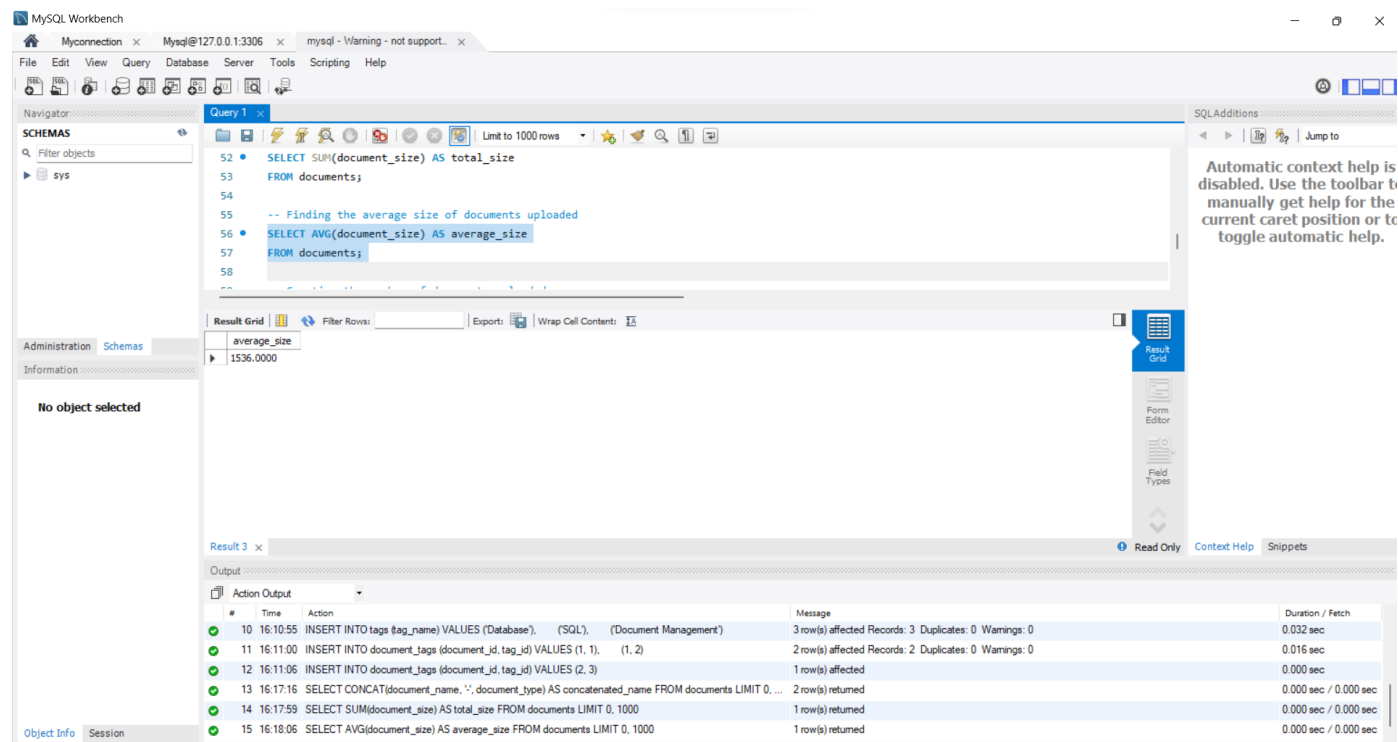 MySQL Workbench
Myconnection × Mysql@127.0.0.1:3306 × mysql - Warning - not support... ×
File Edit View Query Database Server Tools Scripting Help
Navigator
SCHEMAS
Filter objects
sys
Administration Schemas
Information
No object selected
Object Info Session
Query 1 ×
Limit to 1000 rows
52 SELECT SUM(document_size) AS total_size
53 FROM documents;
54
55 -- Finding the average size of documents uploaded
56 SELECT AVG(document_size) AS average_size
57 FROM documents;
58
Result Grid Filter Rows: Export: Wrap Cell Content:
average_size
1536.0000
Result Grid
Form Editor
Field Types
Result 3 × Read Only
SQLAdditions
Jump to
Automatic context help is
disabled. Use the toolbar to
manually get help for the
current caret position or to
toggle automatic help.
Context Help Snippets
Output
Action Output
# Time Action Message Duration / Fetch
10 16:10:55 INSERT INTO tags (tag_name) VALUES ('Database'), ('SQL'), ('Document Management') 3 row(s) affected Records: 3 Duplicates: 0 Warnings: 0 0.032 sec
11 16:11:00 INSERT INTO document_tags (document_id, tag_id) VALUES (1, 1), (1, 2) 2 row(s) affected Records: 2 Duplicates: 0 Warnings: 0 0.016 sec
12 16:11:06 INSERT INTO document_tags (document_id, tag_id) VALUES (2, 3) 1 row(s) affected 0.000 sec
13 16:17:16 SELECT CONCAT(document_name, '-', document_type) AS concatenated_name FROM documents LIMIT 0, ... 2 row(s) returned 0.000 sec / 0.000 sec
14 16:17:59 SELECT SUM(document_size) AS total_size FROM documents LIMIT 0, 1000 1 row(s) returned 0.000 sec / 0.000 sec
15 16:18:06 SELECT AVG(document_size) AS average_size FROM documents LIMIT 0, 1000 1 row(s) returned 0.000 sec / 0.000 sec